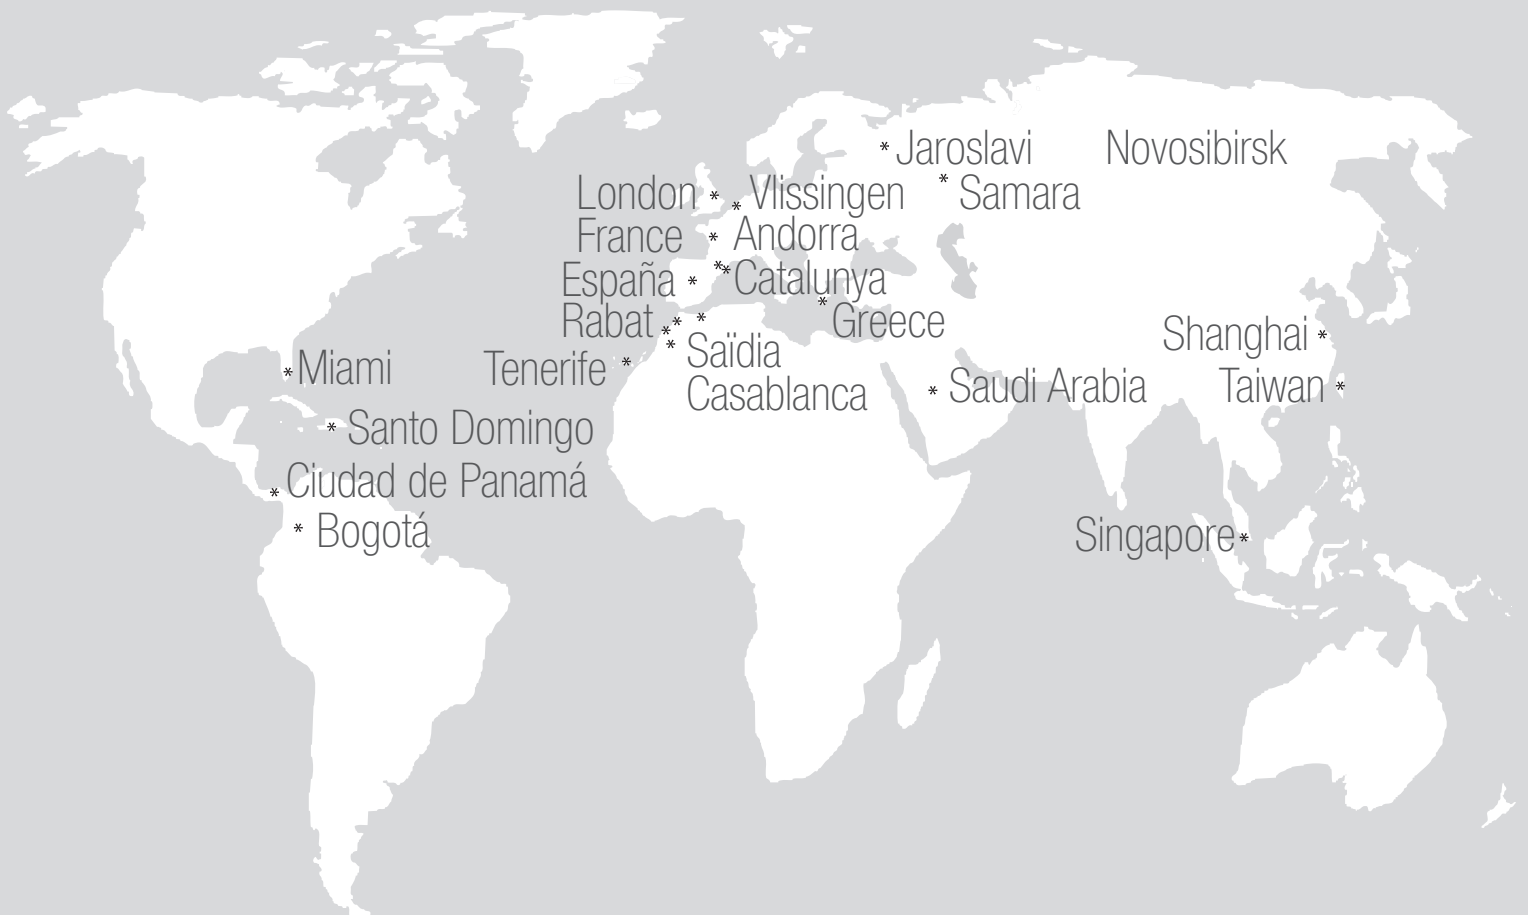 * Jaroslavi
Novosibirsk
London *
* Vlissingen
* Samara
France *
Andorra
España *
** Catalunya
Rabat **
*
* Greece
Shanghai *
* Saïdia
Casablanca
* Miami
Tenerife *
* Saudi Arabia
Taiwan *
* Santo Domingo
* Ciudad de Panamá
* Bogotá
Singapore *